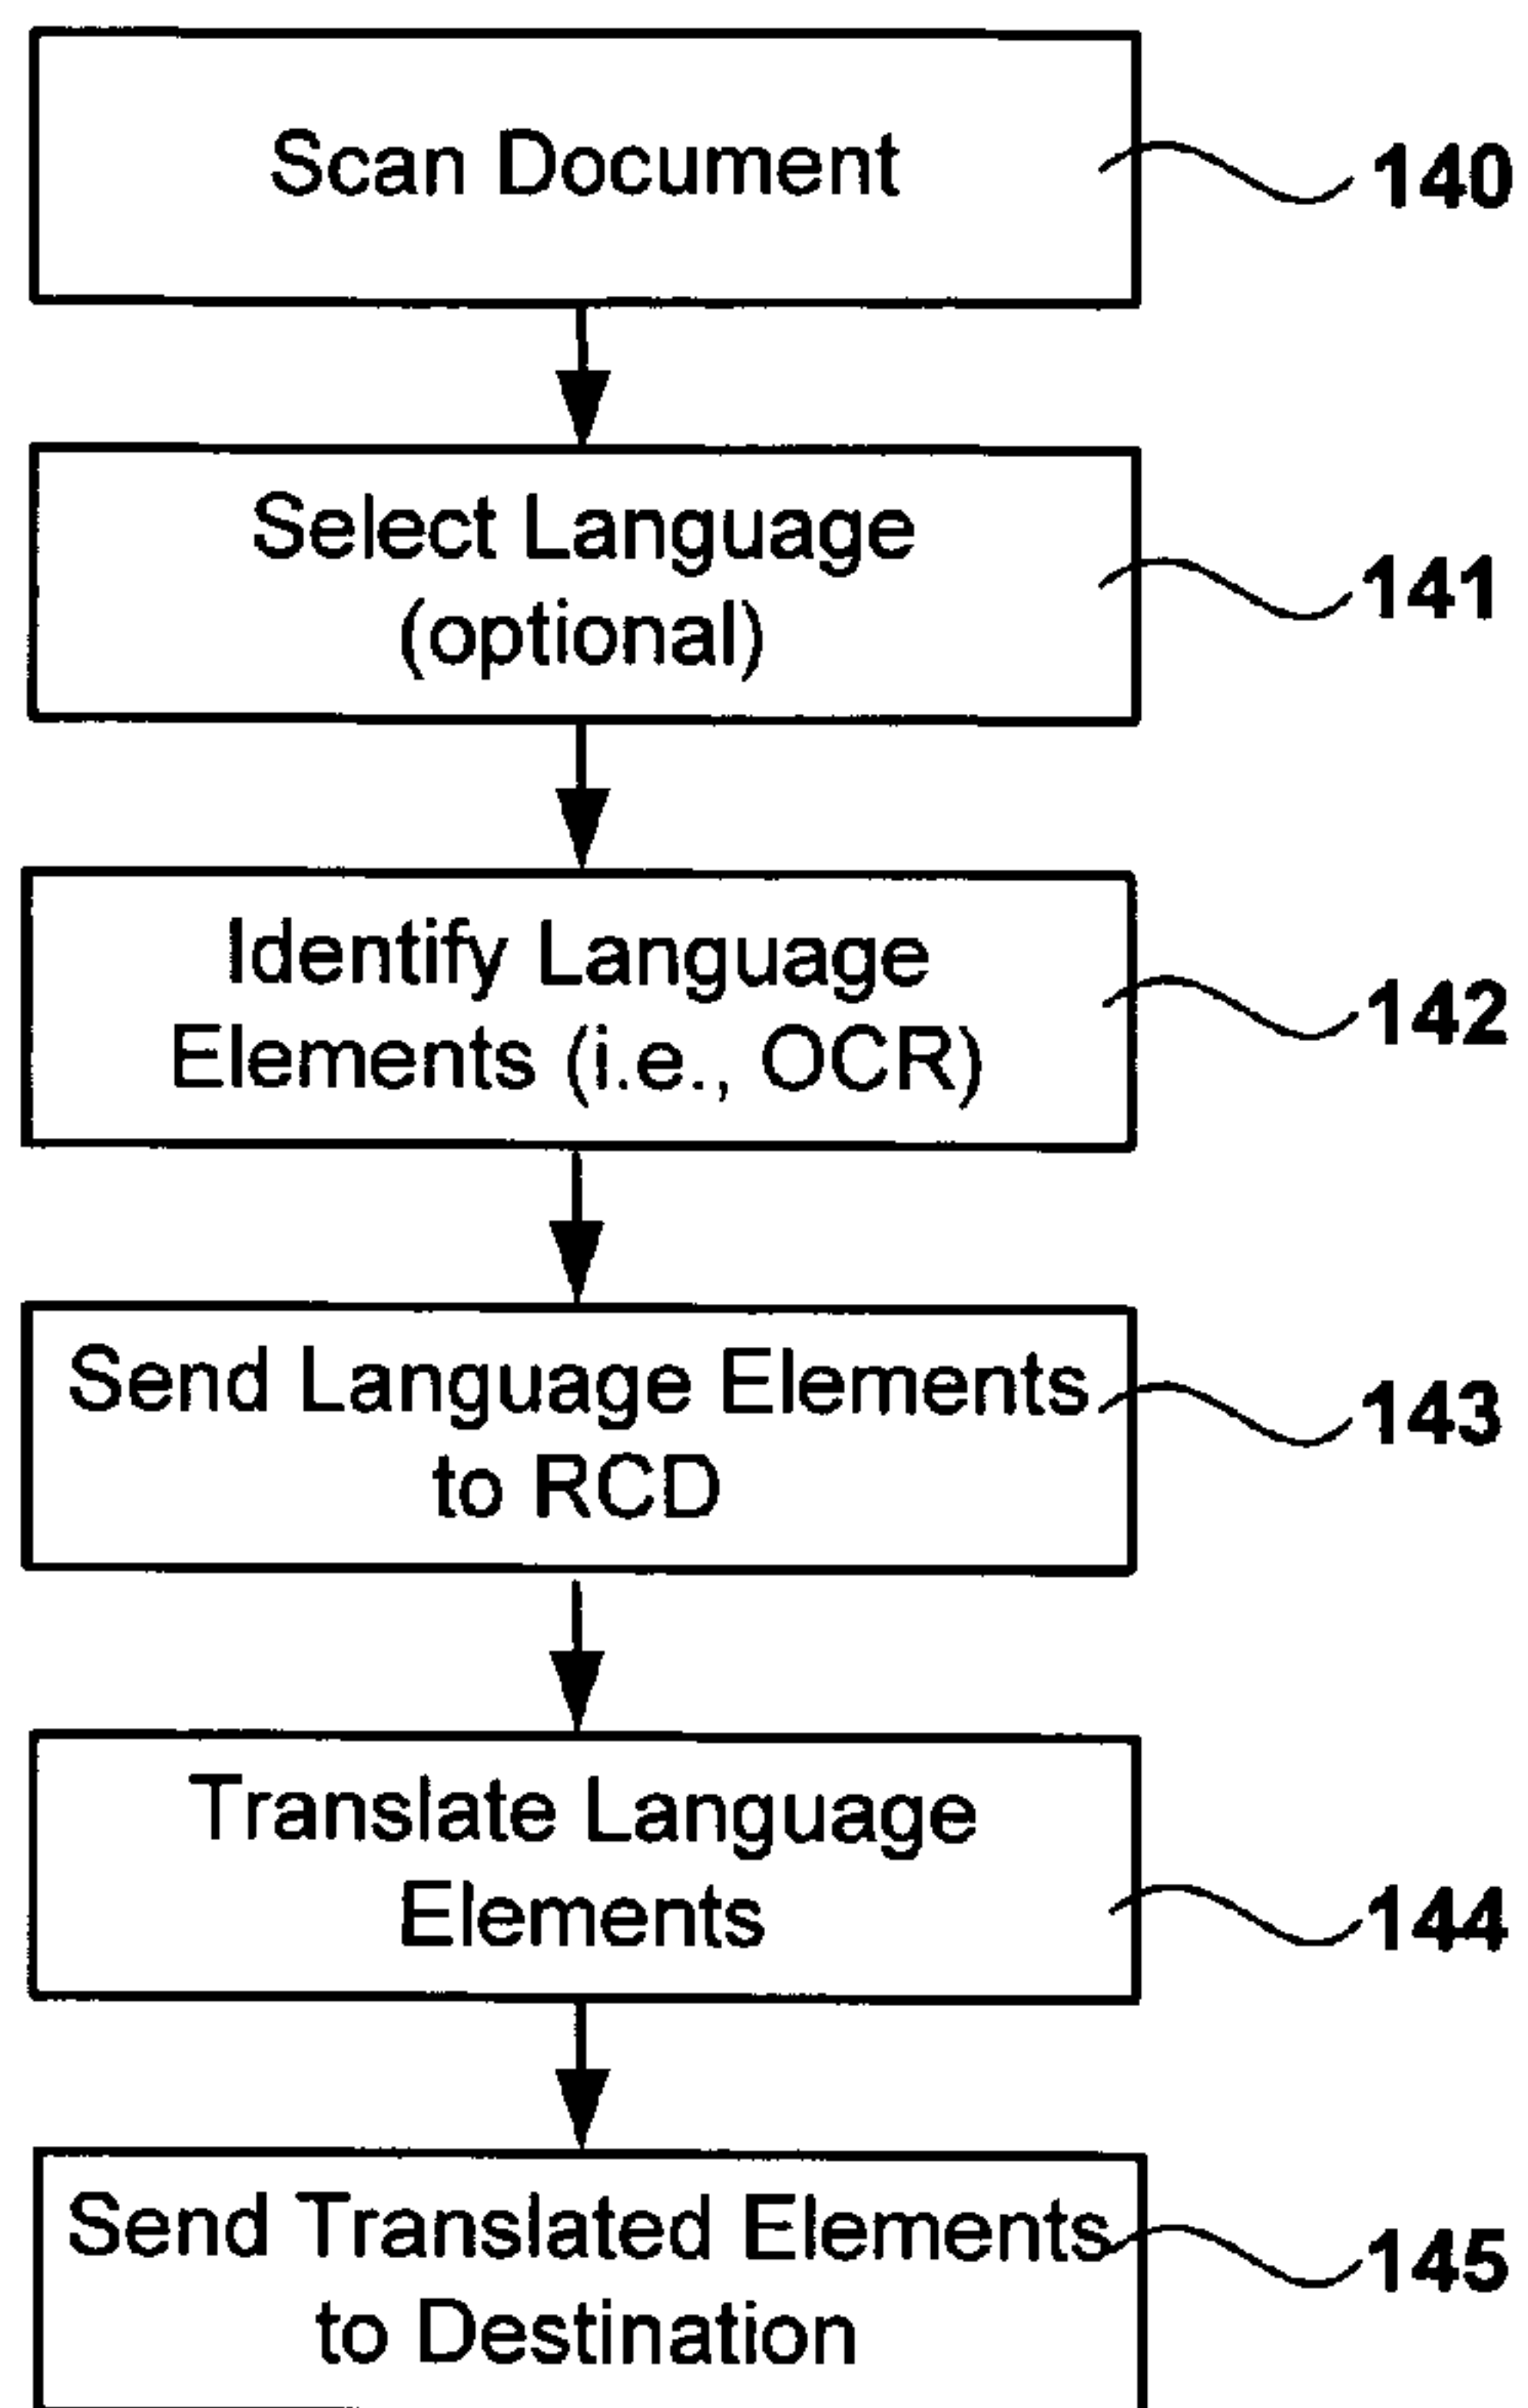 Scan Document
140
Select Language
(optional)
141
Identify Language
Elements (i.e., OCR)
142
Send Language Elements
to RCD
143
Translate Language
Elements
144
Send Translated Elements
to Destination
145